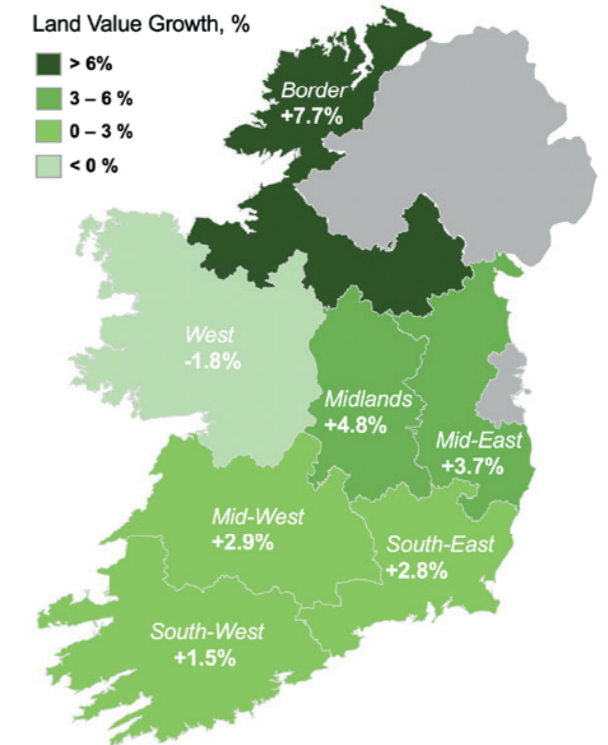 Land Value Growth, %
> 6%
3 – 6 %
0 – 3 %
< 0 %
Border
+7.7%
West
-1.8%
Midlands
+4.8%
Mid-East
+3.7%
Mid-West
+2.9%
South-East
+2.8%
South-West
+1.5%